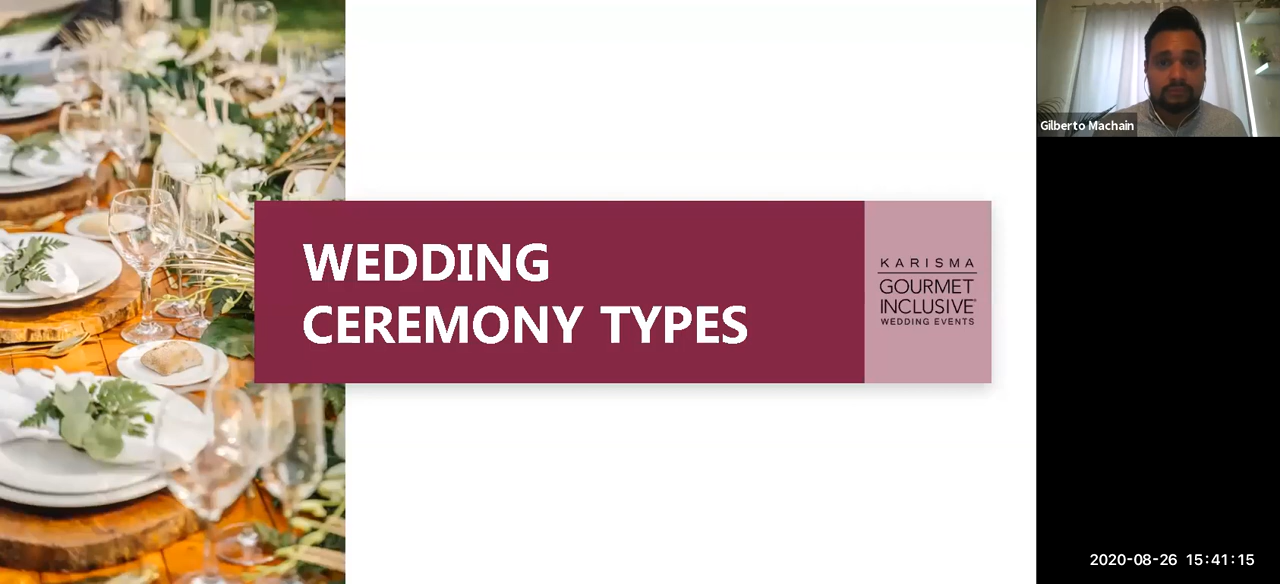 WEDDING
CEREMONY TYPES
KARISMA
GOURMET
INCLUSIVE®
WEDDING EVENTS
Gilberto Machain
2020-08-26 15:41:15